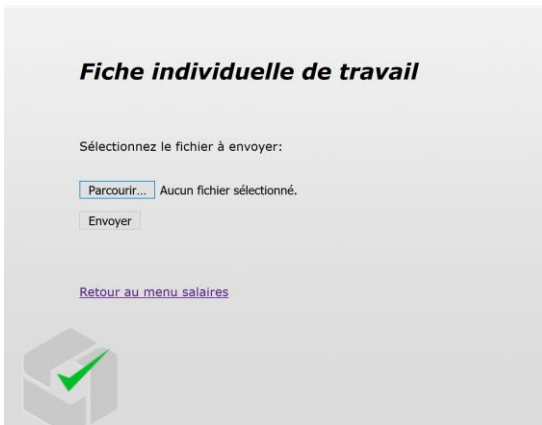 Fiche individuelle de travail
Sélectionnez le fichier à envoyer:
Parcourir... Aucun fichier sélectionné.
Envoyer
Retour au menu salaires